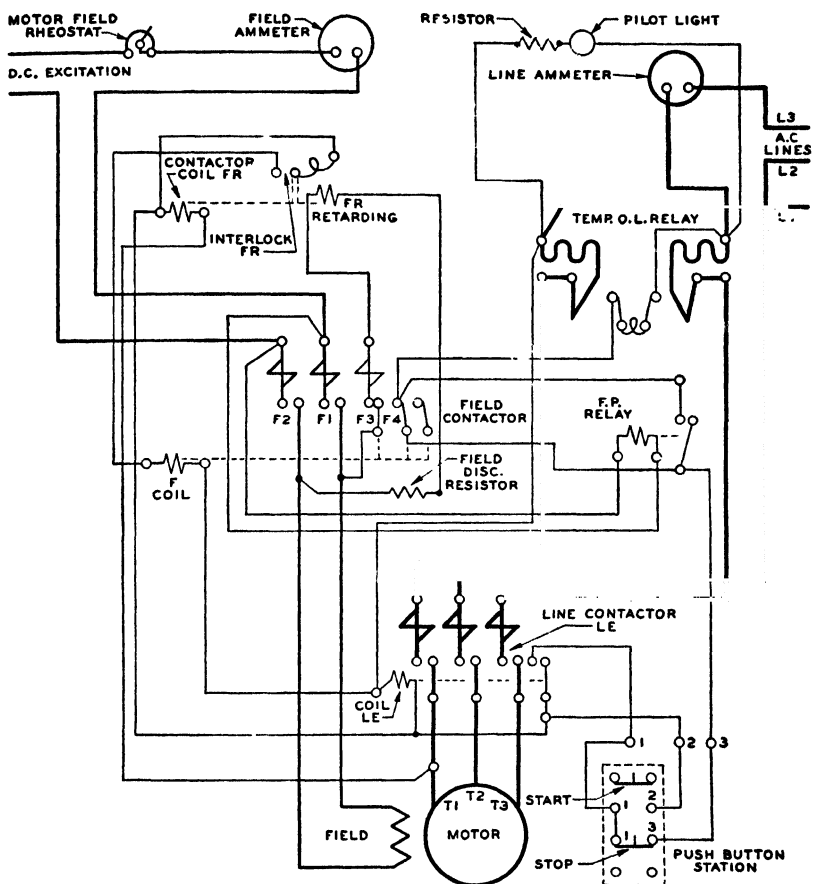 MOTOR FIELD
RHEOSTAT
FIELD
AMMETER
RFSISTOR
PILOT LIGHT
D.C. EXCITATION
LINE AMMETER
L3
A.C
LINES
L2
CONTACTOR
COIL FR
FR
RETARDING
INTERLOCK
FR
TEMP. O.L. RELAY
F2
F1
F3
F4
FIELD
CONTACTOR
F.P.
RELAY
F
COIL
FIELD
DISC.
RESISTOR
LINE CONTACTOR
LE
COIL
LE
1
2
3
START
1
2
T1
T2
T3
FIELD
MOTOR
1
3
STOP
PUSH BUTTON
STATION